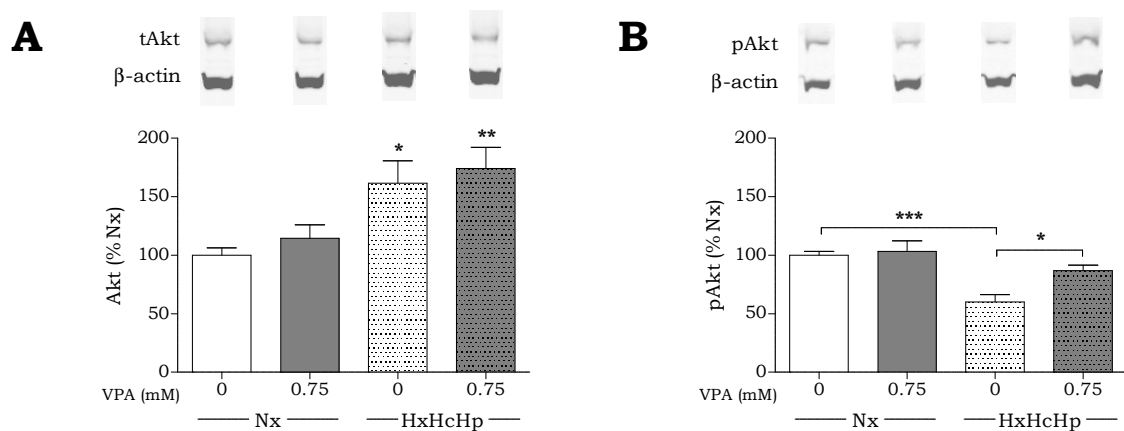 A
tAkt
β-actin
200
150
100
50
0
Akt (% Nx)
*
**
VPA (mM)
0 0.75 0 0.75
Nx HxHcHp
B
pAkt
β-actin
200
150
100
50
0
pAkt (% Nx)
***
*
VPA (mM)
0 0.75 0 0.75
Nx HxHcHp